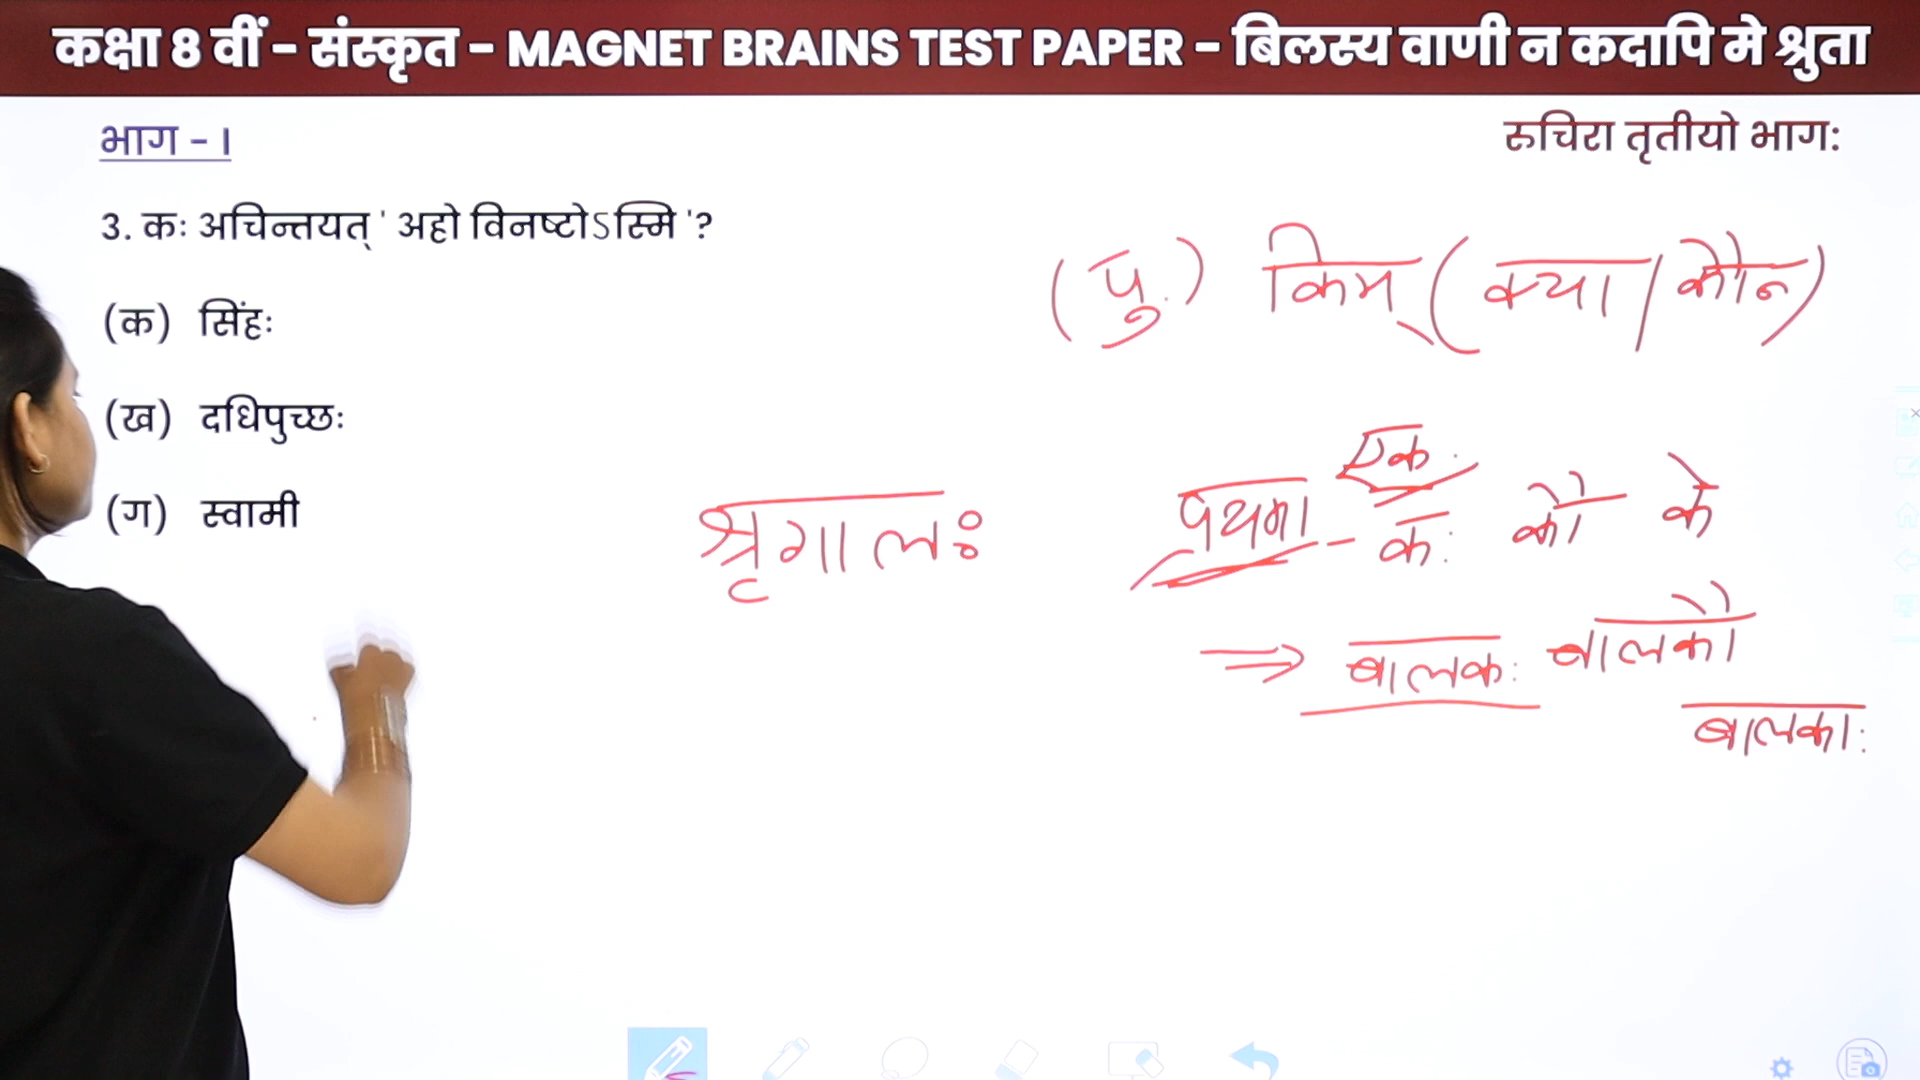 कक्षा 8 वीं - संस्कृत - MAGNET BRAINS TEST PAPER - बिलस्य वाणी न कदापि मे श्रुता
भाग - I
रुचिरा तृतीयो भाग:
3. कः अचिन्तयत् ' अहो विनष्टोऽस्मि '?
(पु.) किम् (क्या / कौन)
(क) सिंहः
(ख) दधिपुच्छः
एक
(ग) स्वामी
श्रृगालः
प्रथमा - कः कौ के
⇒ बालकः बालकौ
बालकाः